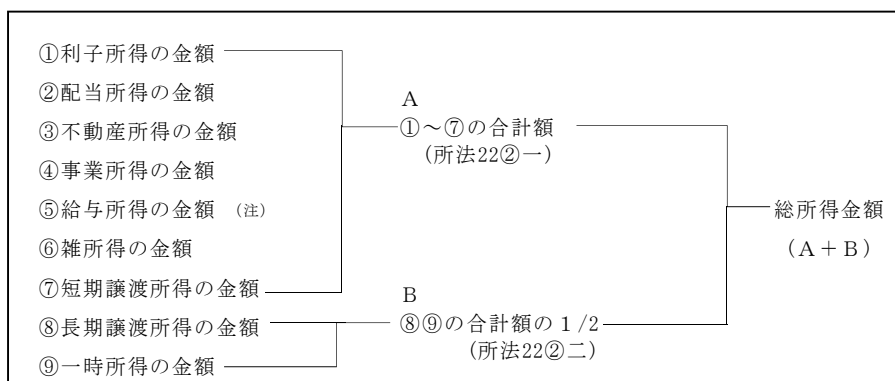 ①利子所得の金額
②配当所得の金額
③不動産所得の金額
④事業所得の金額
⑤給与所得の金額 (注)
⑥雑所得の金額
⑦短期譲渡所得の金額
⑧長期譲渡所得の金額
⑨一時所得の金額
A
①～⑦の合計額
(所法22②一)
B
⑧⑨の合計額の1/2
(所法22②二)
総所得金額
(A+B)